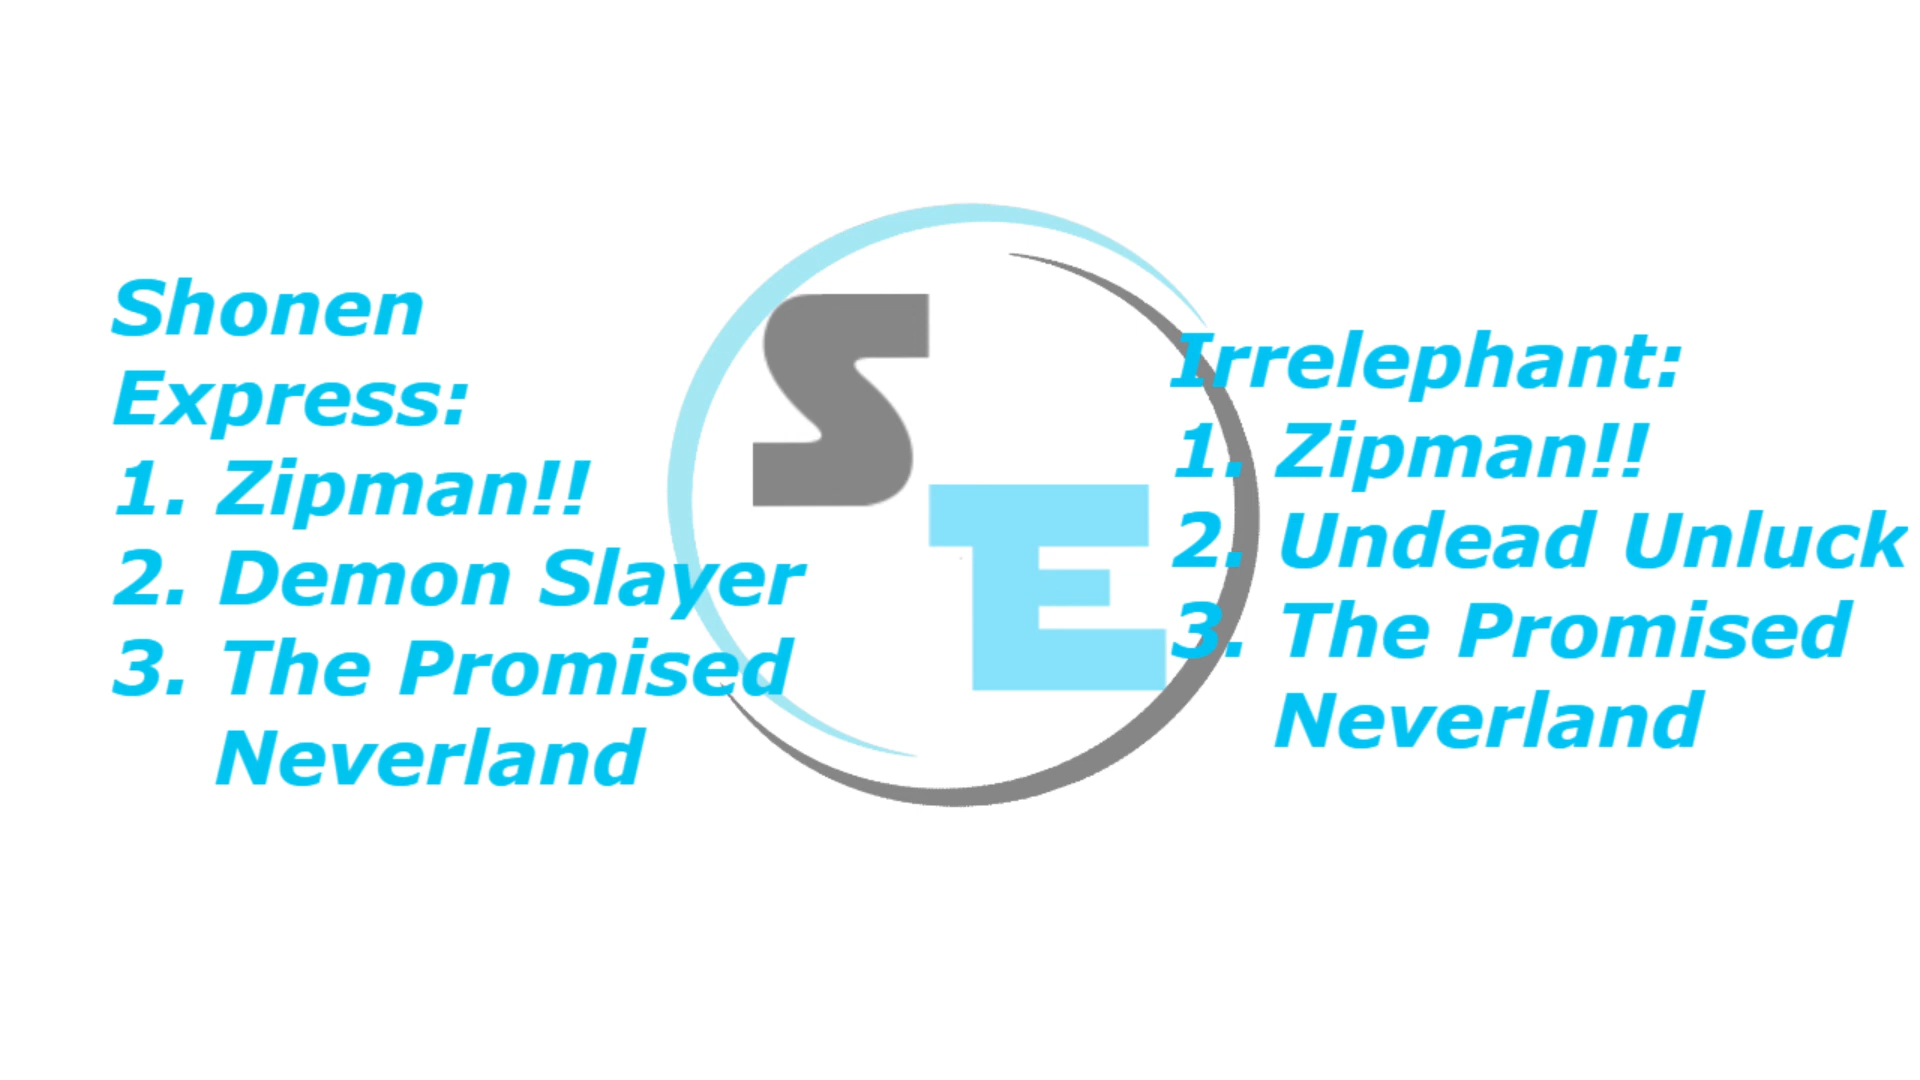 Shonen
Express:
1. Zipman!!
2. Demon Slayer
3. The Promised
Neverland
S
E
Irrelephant:
1. Zipman!!
2. Undead Unluck
3. The Promised
Neverland